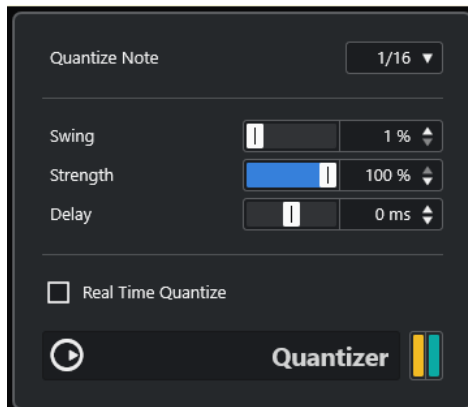 Quantize Note 1/16
Swing 1 %
Strength 100 %
Delay 0 ms
Real Time Quantize
Quantizer